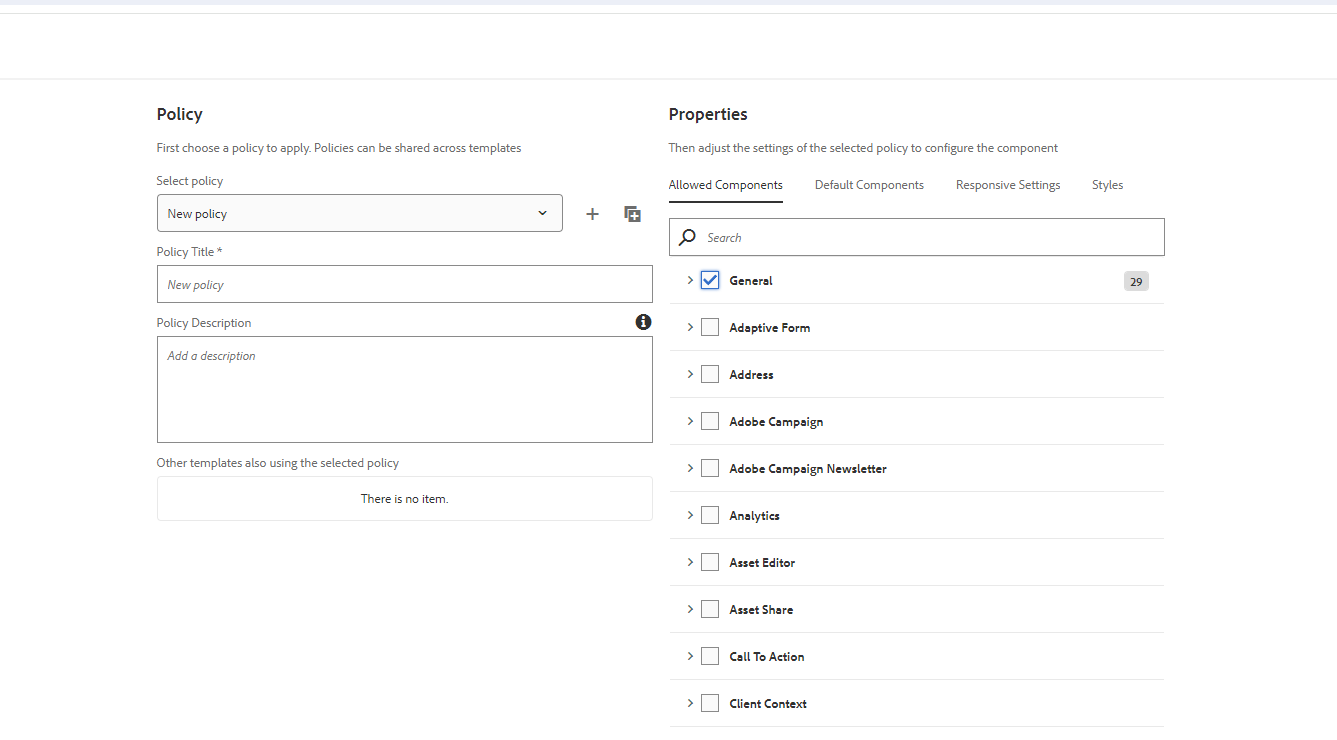 Policy
First choose a policy to apply. Policies can be shared across templates
Select policy
New policy
Policy Title *
New policy
Policy Description
Add a description
Other templates also using the selected policy
There is no item.
Properties
Then adjust the settings of the selected policy to configure the component
Allowed Components Default Components Responsive Settings Styles
Search
General 29
Adaptive Form
Address
Adobe Campaign
Adobe Campaign Newsletter
Analytics
Asset Editor
Asset Share
Call To Action
Client Context